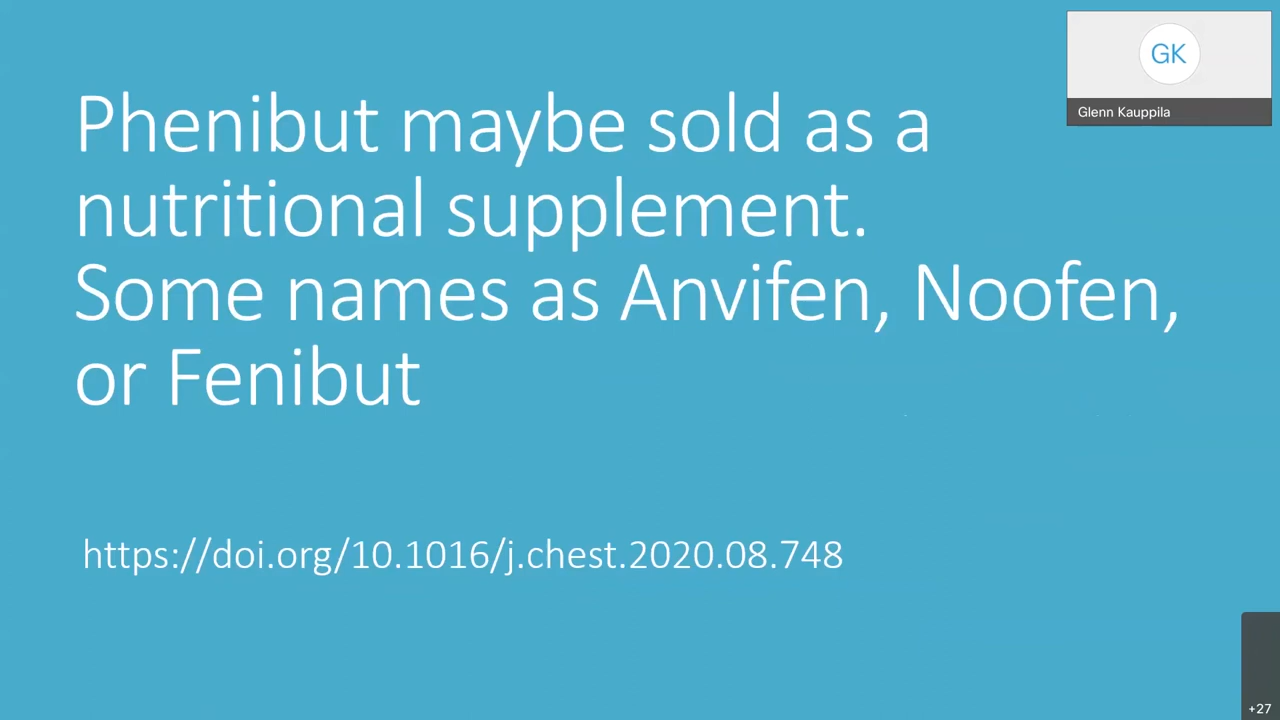 Phenibut maybe sold as a
nutritional supplement.
Some names as Anvifen, Noofen,
or Fenibut
https://doi.org/10.1016/j.chest.2020.08.748
GK
Glenn Kauppila
+27